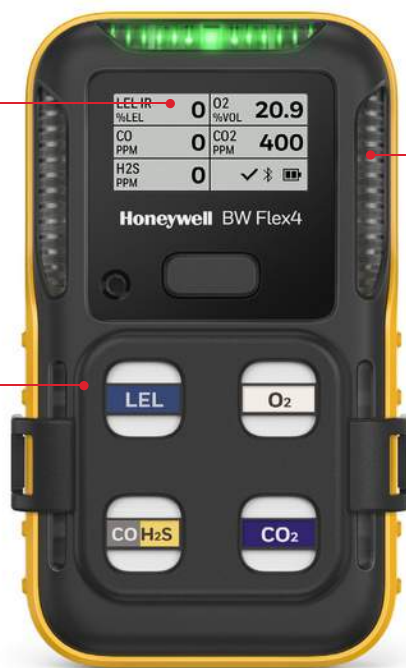 LEL IR %LEL 0 O2 %VOL 20.9
CO PPM 0 CO2 PPM 400
H2S PPM 0
Honeywell BW Flex4
LEL O₂
CO H₂S CO₂